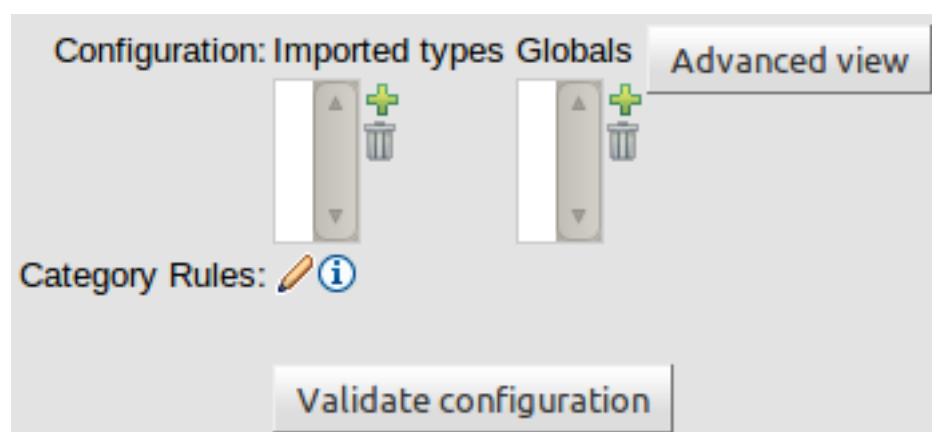 Configuration: Imported types Globals Advanced view
Category Rules:
Validate configuration